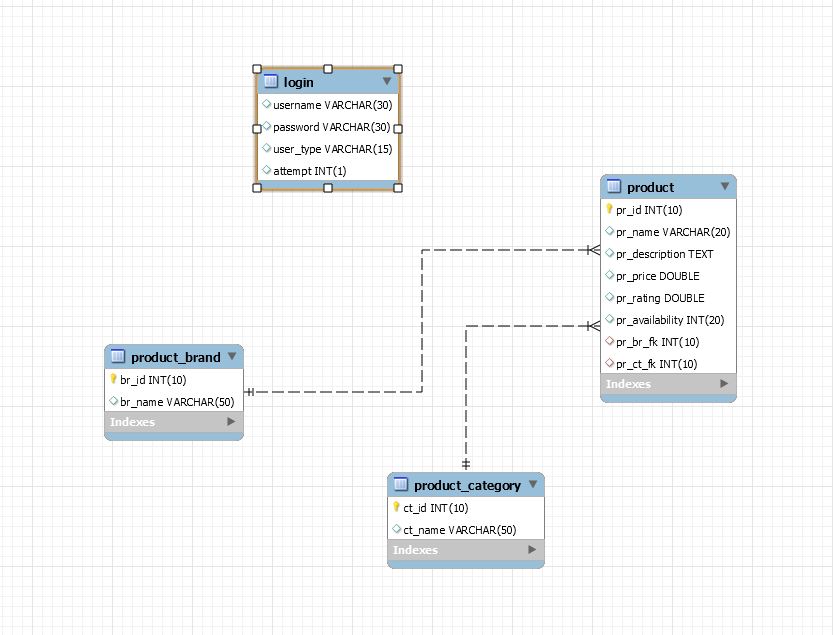 login
username VARCHAR(30)
password VARCHAR(30)
user_type VARCHAR(15)
attempt INT(1)
product
pr_id INT(10)
pr_name VARCHAR(20)
pr_description TEXT
pr_price DOUBLE
pr_rating DOUBLE
pr_availability INT(20)
pr_br_fk INT(10)
pr_ct_fk INT(10)
Indexes
product_brand
br_id INT(10)
br_name VARCHAR(50)
Indexes
product_category
ct_id INT(10)
ct_name VARCHAR(50)
Indexes